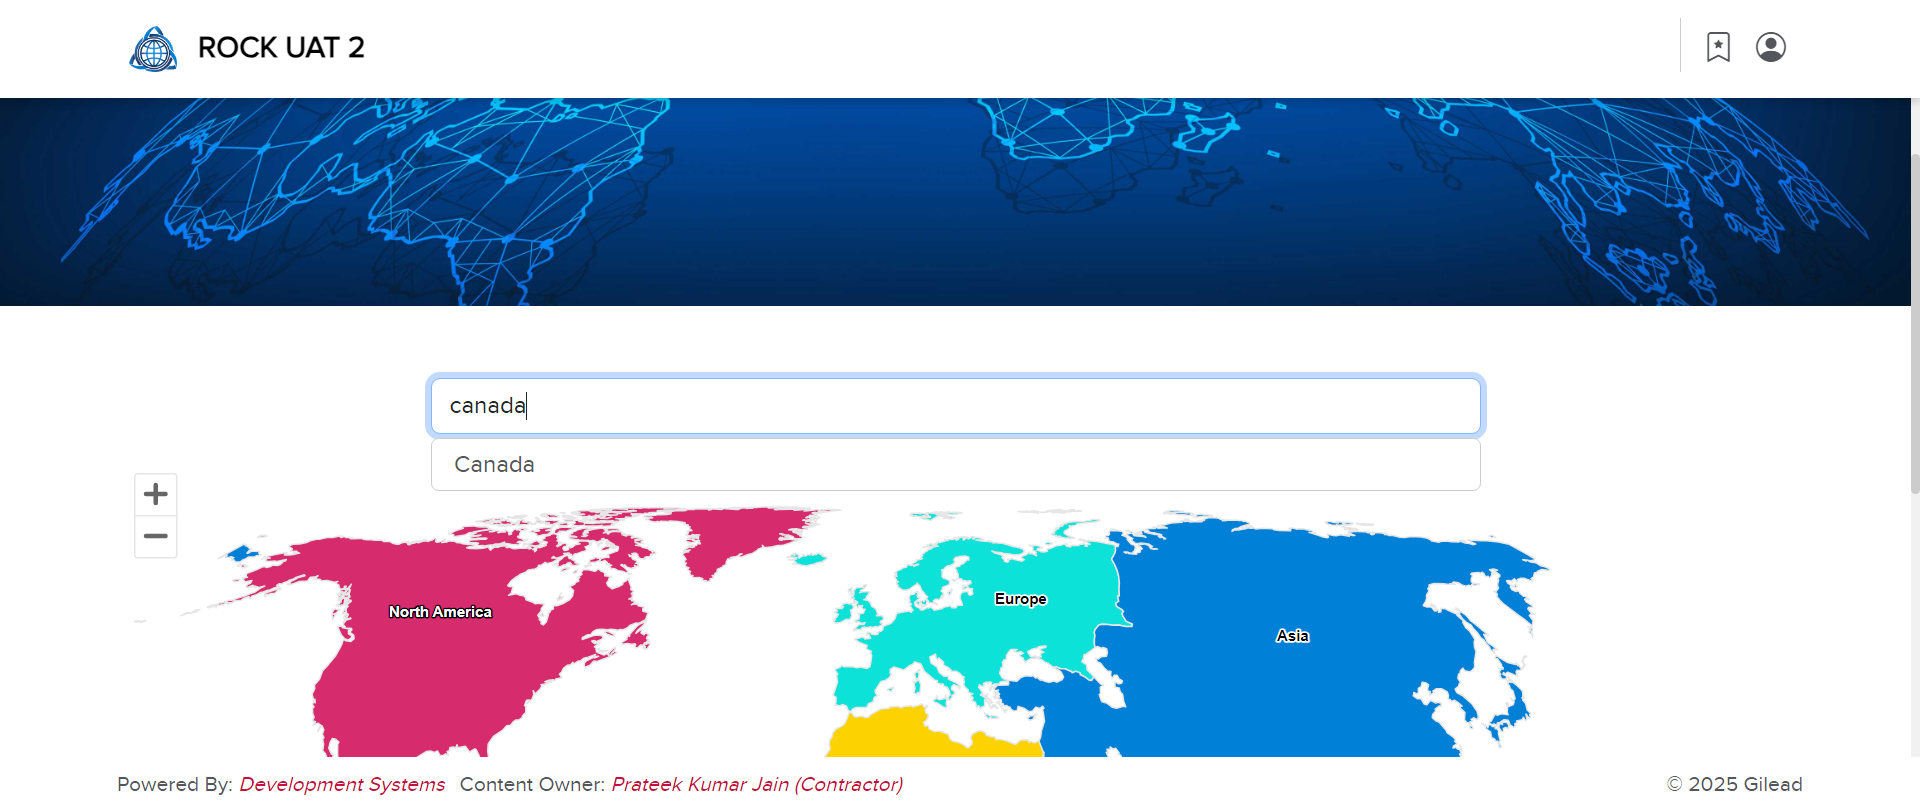 ROCK UAT 2
canada
Canada
North America
Europe
Asia
Powered By: Development Systems Content Owner: Prateek Kumar Jain (Contractor)
© 2025 Gilead